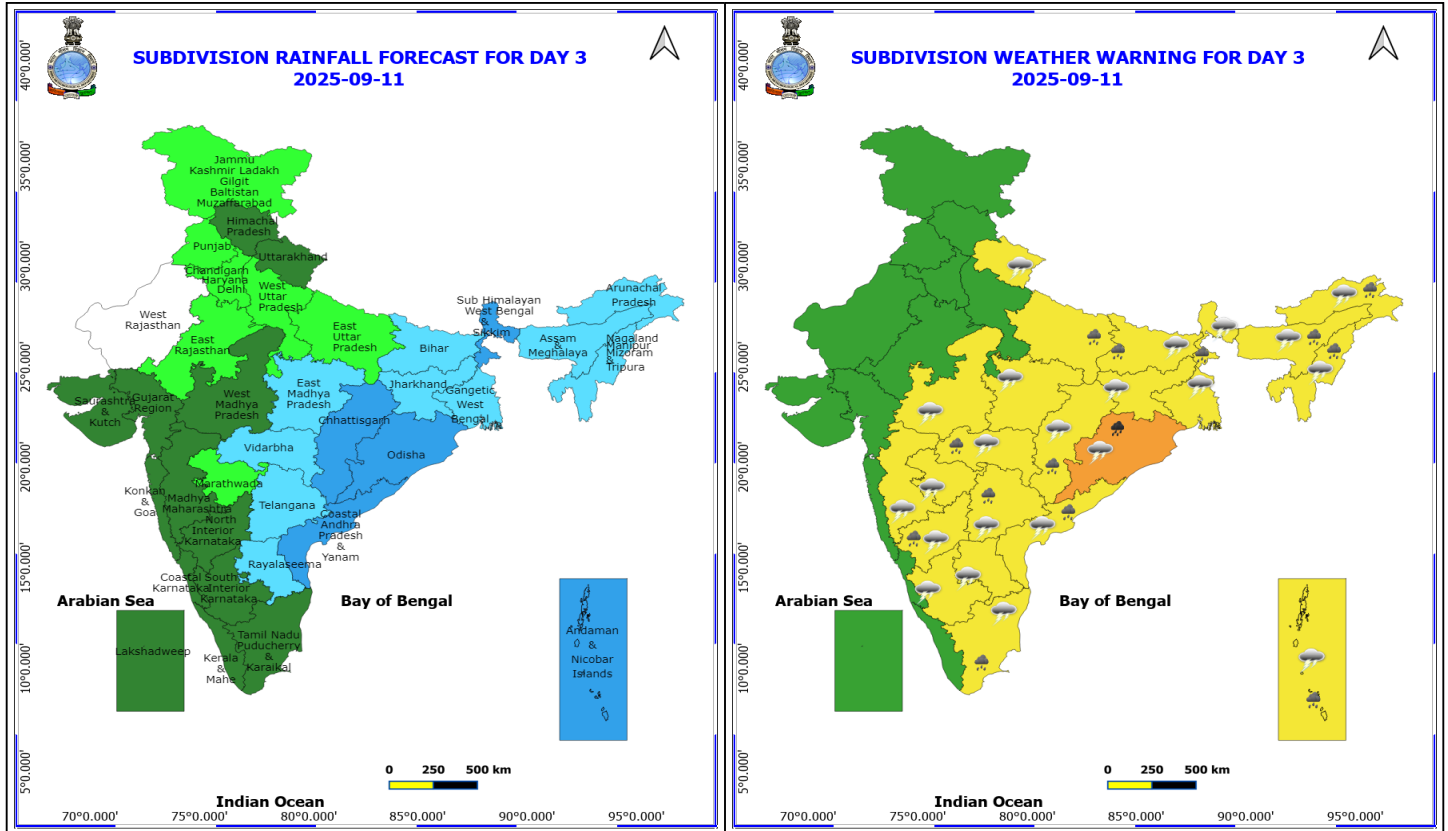 SUBDIVISION RAINFALL FORECAST FOR DAY 3
2025-09-11
40°0.000'
35°0.000'
30°0.000'
25°0.000'
20°0.000'
15°0.000'
10°0.000'
5°0.000'
Jammu
Kashmir Ladakh
Gilgit
Baltistan
Muzaffarabad
Himachal
Pradesh
Punjab
Uttarakhand
Chandigarh
Haryana
Delhi
West
Uttar
Pradesh
West
Rajasthan
East
Rajasthan
East
Uttar
Pradesh
Sub Himalayan
West Bengal
&
Sikkim
Arunachal
Pradesh
Assam
&
Meghalaya
Nagaland
Manipur
Mizoram
&
Tripura
Bihar
Jharkhand
Gangetic
West
Bengal
Saurashtra
&
Kutch
Gujarat
Region
West
Madhya
Pradesh
East
Madhya
Pradesh
Chhattisgarh
Odisha
Vidarbha
Marathwada
Konkan
&
Goa
Madhya
Maharashtra
North
Interior
Karnataka
Telangana
Coastal
Andhra
Pradesh
&
Yanam
Rayalaseema
Coastal
Karnataka
South
Interior
Karnataka
Arabian Sea
Bay of Bengal
Lakshadweep
Kerala
&
Mahe
Tamil Nadu
Puducherry
&
Karaikal
Andaman
&
Nicobar
Islands
0 250 500 km
Indian Ocean
70°0.000' 75°0.000' 80°0.000' 85°0.000' 90°0.000' 95°0.000'
SUBDIVISION WEATHER WARNING FOR DAY 3
2025-09-11
40°0.000'
35°0.000'
30°0.000'
25°0.000'
20°0.000'
15°0.000'
10°0.000'
5°0.000'
Arabian Sea
Bay of Bengal
0 250 500 km
Indian Ocean
70°0.000' 75°0.000' 80°0.000' 85°0.000' 90°0.000' 95°0.000'